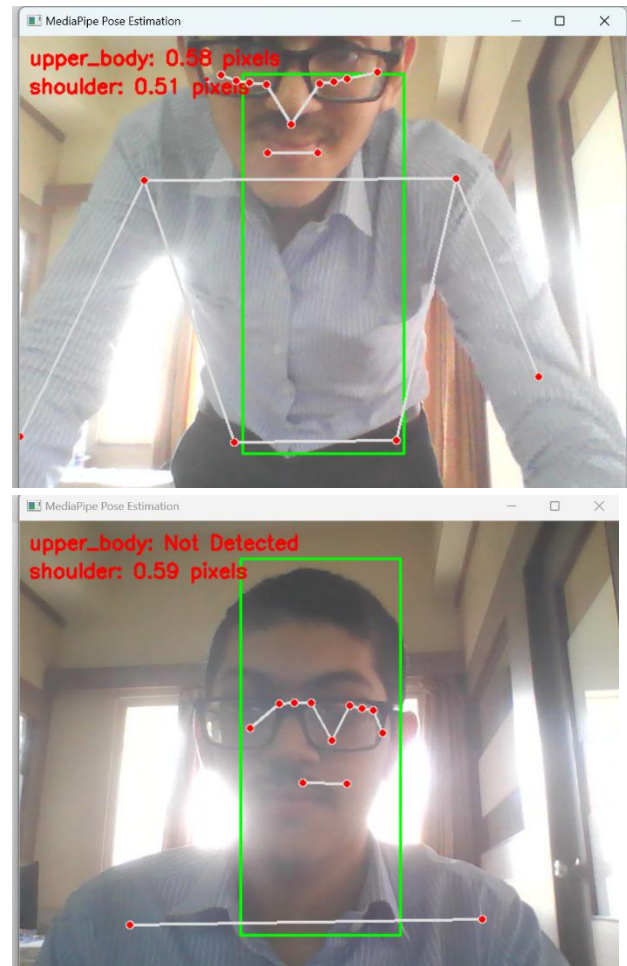 MediaPipe Pose Estimation
upper_body: 0.58 pixels
shoulder: 0.51 pixels
MediaPipe Pose Estimation
upper_body: Not Detected
shoulder: 0.59 pixels